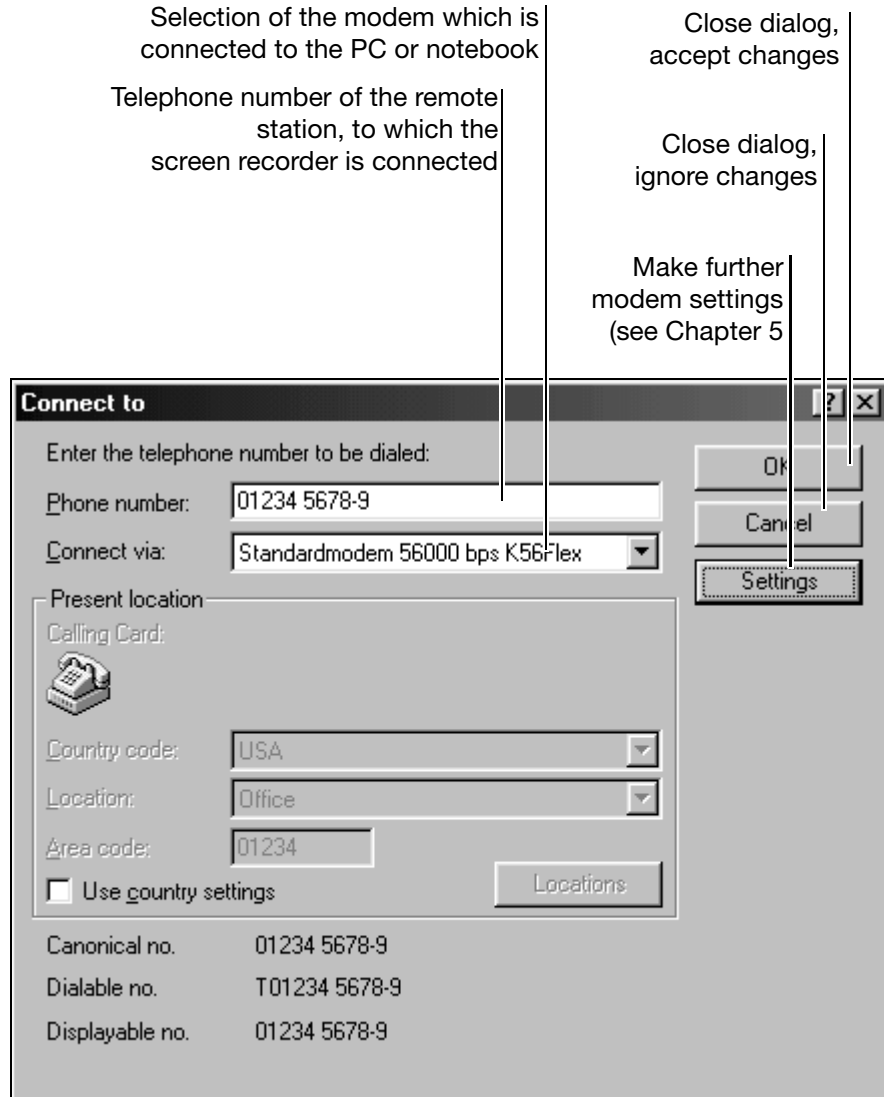 Selection of the modem which is
connected to the PC or notebook
Close dialog,
accept changes
Telephone number of the remote
station, to which the
screen recorder is connected
Close dialog,
ignore changes
Make further
modem settings
(see Chapter 5
Connect to
Enter the telephone number to be dialed:
OK
Phone number: 01234 5678-9
Cancel
Connect via: Standardmodem 56000 bps K56Flex
Settings
Present location
Calling Card:
Country code: USA
Location: Office
Area code: 01234
Use country settings
Locations
Canonical no. 01234 5678-9
Dialable no. T01234 5678-9
Displayable no. 01234 5678-9